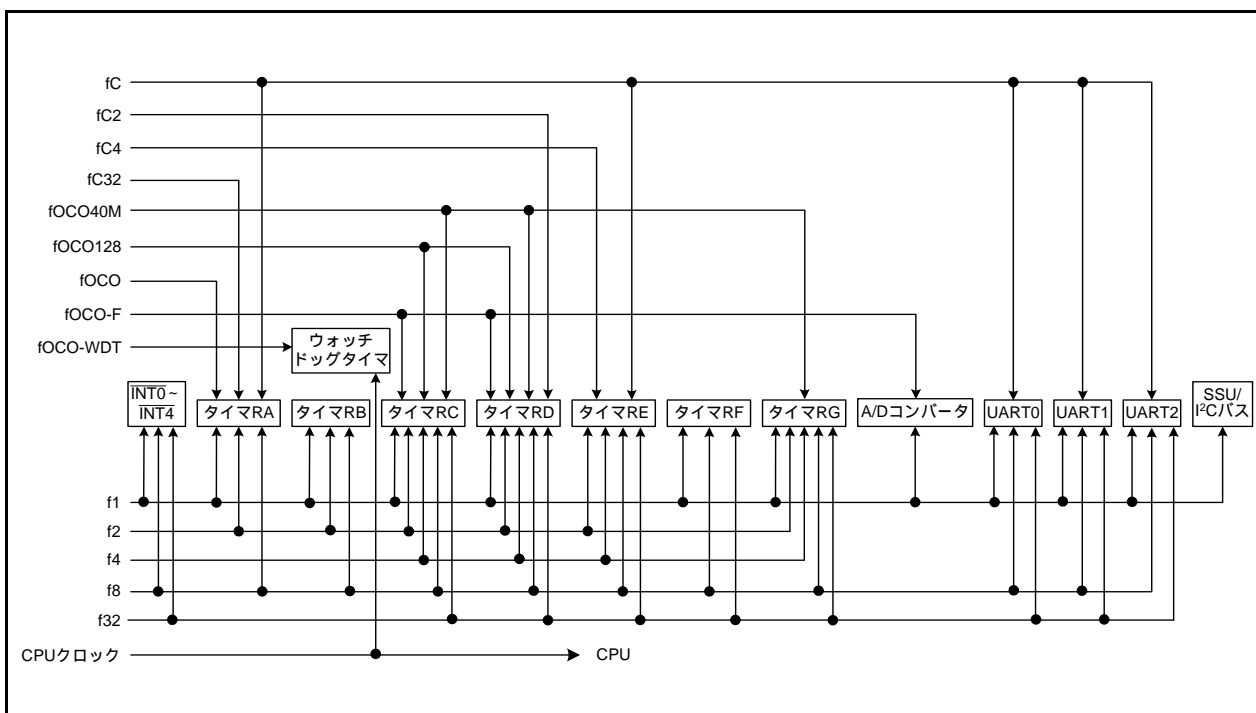 fC
fC2
fC4
fC32
fOCO40M
fOCO128
fOCO
fOCO-F
fOCO-WDT
ウォッチ
ドッグタイマ
INT0~
INT4
タイマRA
タイマRB
タイマRC
タイマRD
タイマRE
タイマRF
タイマRG
A/Dコンバータ
UART0
UART1
UART2
SSU/
I²Cバス
f1
f2
f4
f8
f32
CPUクロック
CPU